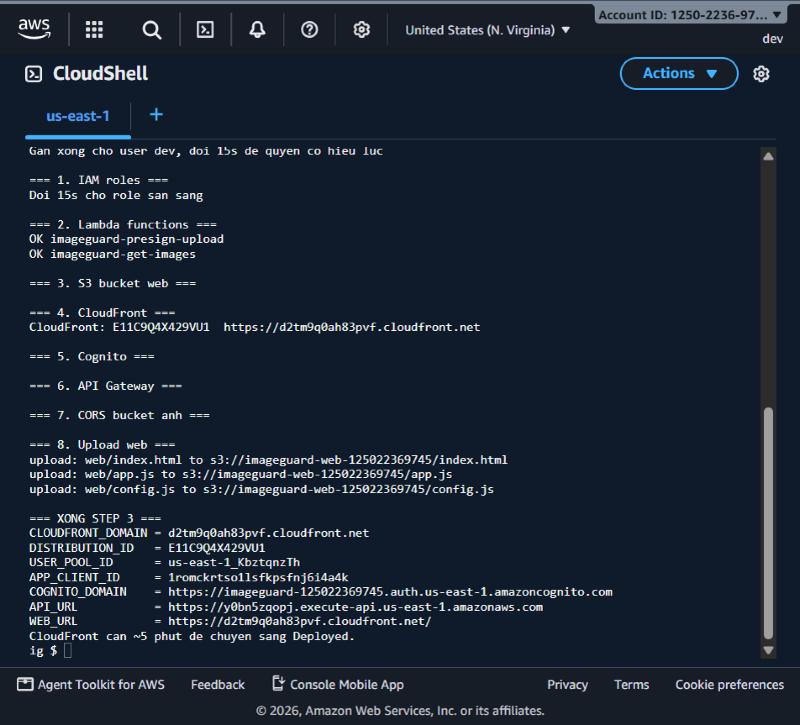 aws
United States (N. Virginia) ▼
Account ID: 1250-2236-97... ▼
dev
CloudShell
Actions ▼
us-east-1
+
Gan xong cho user dev, doi 15s de quyen co hieu luc
=== 1. IAM roles ===
Doi 15s cho role san sang
=== 2. Lambda functions ===
OK imageguard-presign-upload
OK imageguard-get-images
=== 3. S3 bucket web ===
=== 4. CloudFront ===
CloudFront: E11C9Q4X429VU1  https://d2tm9q0ah83pvf.cloudfront.net
=== 5. Cognito ===
=== 6. API Gateway ===
=== 7. CORS bucket anh ===
=== 8. Upload web ===
upload: web/index.html to s3://imageguard-web-125022369745/index.html
upload: web/app.js to s3://imageguard-web-125022369745/app.js
upload: web/config.js to s3://imageguard-web-125022369745/config.js
=== XONG STEP 3 ===
CLOUDFRONT_DOMAIN = d2tm9q0ah83pvf.cloudfront.net
DISTRIBUTION_ID   = E11C9Q4X429VU1
USER_POOL_ID      = us-east-1_KbztqnzTh
APP_CLIENT_ID     = 1romckrtso1lsfkpsfnj6i4a4k
COGNITO_DOMAIN    = https://imageguard-125022369745.auth.us-east-1.amazoncognito.com
API_URL           = https://y0bn5zqopj.execute-api.us-east-1.amazonaws.com
WEB_URL           = https://d2tm9q0ah83pvf.cloudfront.net/
CloudFront can ~5 phut de chuyen sang Deployed.
ig $
Agent Toolkit for AWS
Feedback
Console Mobile App
Privacy
Terms
Cookie preferences
© 2026, Amazon Web Services, Inc. or its affiliates.